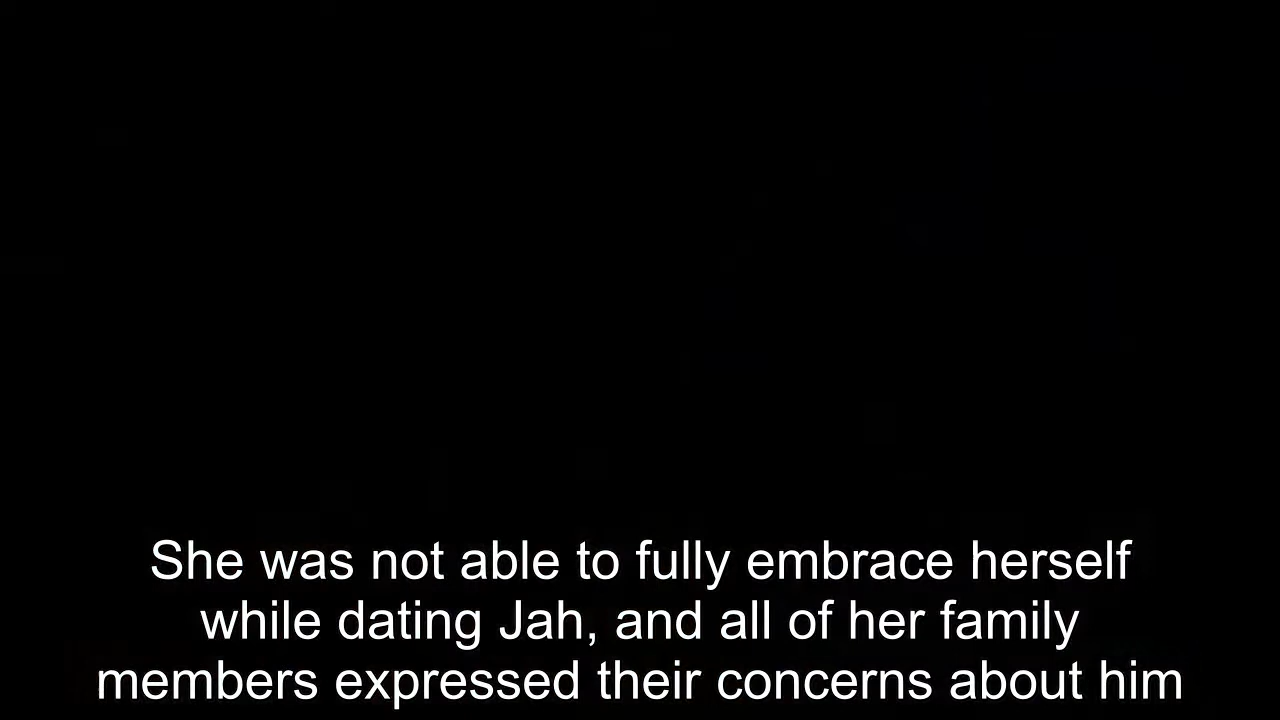 She was not able to fully embrace herself
while dating Jah, and all of her family
members expressed their concerns about him